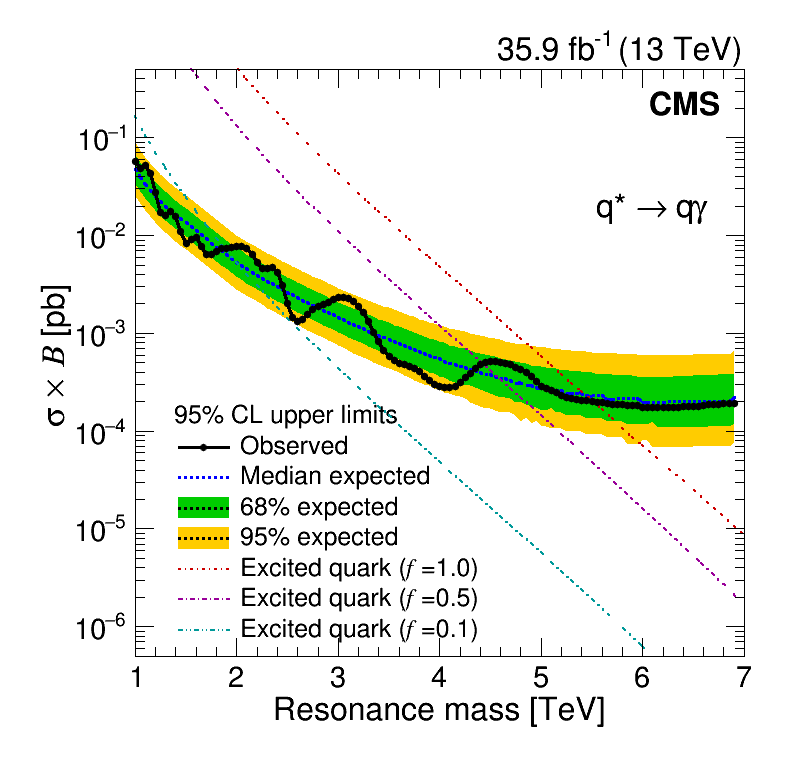 35.9 fb⁻¹ (13 TeV)
CMS
q* → qγ
σ × B [pb]
10⁻¹
10⁻²
10⁻³
10⁻⁴
10⁻⁵
10⁻⁶
95% CL upper limits
Observed
Median expected
68% expected
95% expected
Excited quark (f =1.0)
Excited quark (f =0.5)
Excited quark (f =0.1)
1 2 3 4 5 6 7
Resonance mass [TeV]